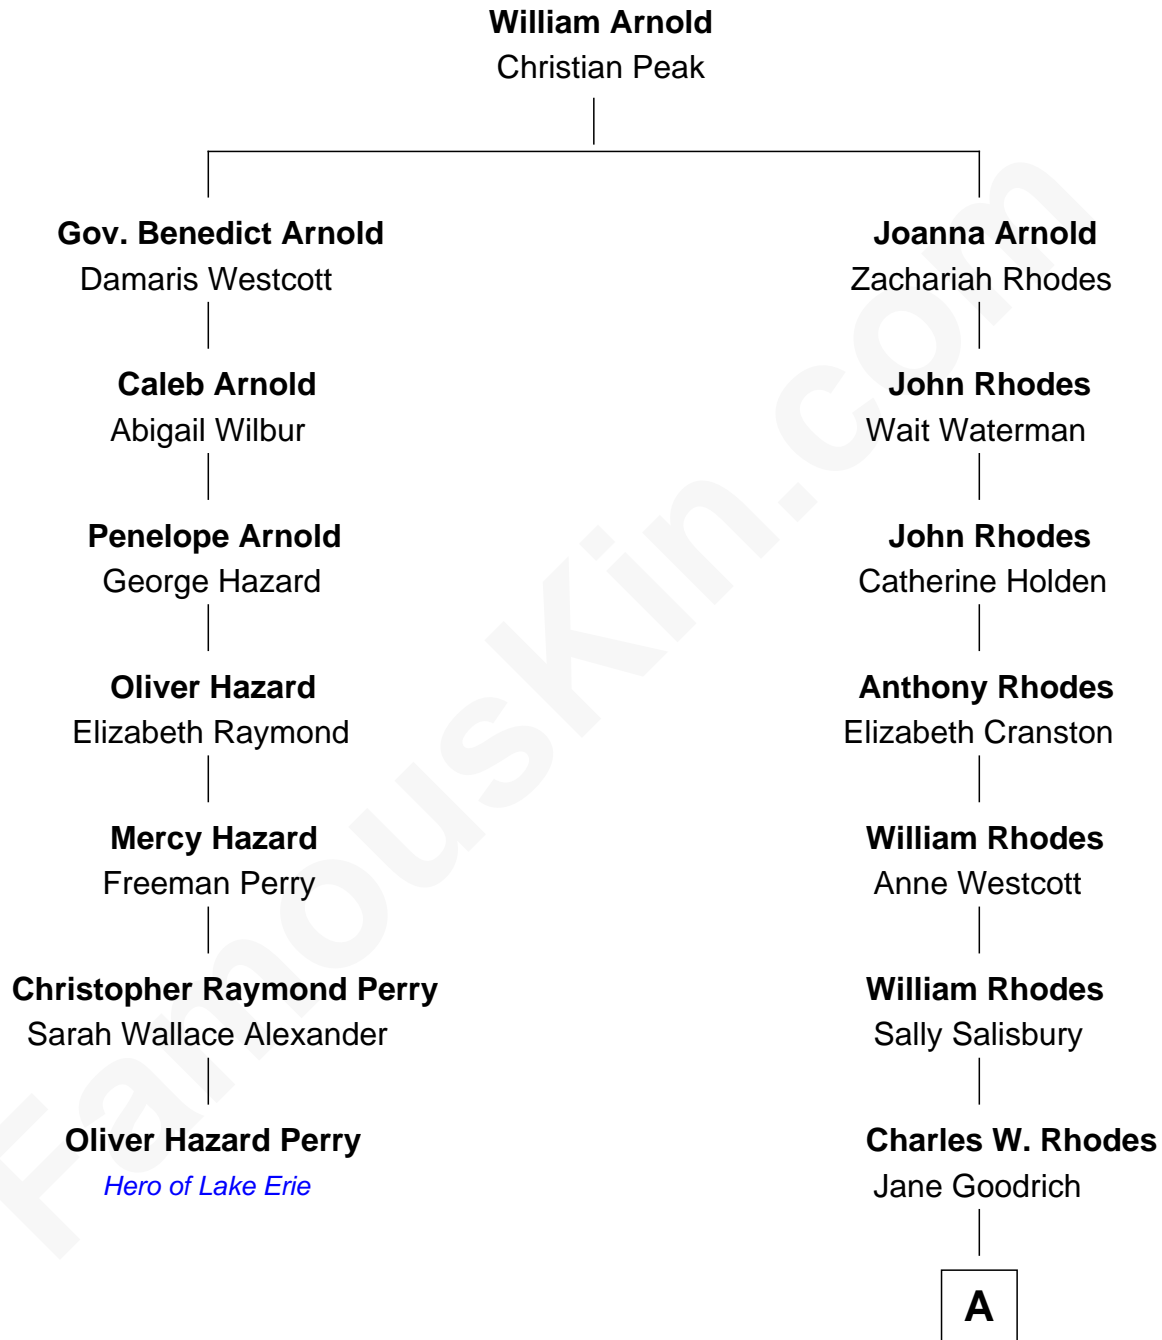 William Arnold
Christian Peak
Gov. Benedict Arnold
Damaris Westcott
Caleb Arnold
Abigail Wilbur
Penelope Arnold
George Hazard
Oliver Hazard
Elizabeth Raymond
Mercy Hazard
Freeman Perry
Christopher Raymond Perry
Sarah Wallace Alexander
Oliver Hazard Perry
Hero of Lake Erie
Joanna Arnold
Zachariah Rhodes
John Rhodes
Wait Waterman
John Rhodes
Catherine Holden
Anthony Rhodes
Elizabeth Cranston
William Rhodes
Anne Westcott
William Rhodes
Sally Salisbury
Charles W. Rhodes
Jane Goodrich
A
FamousKin.com